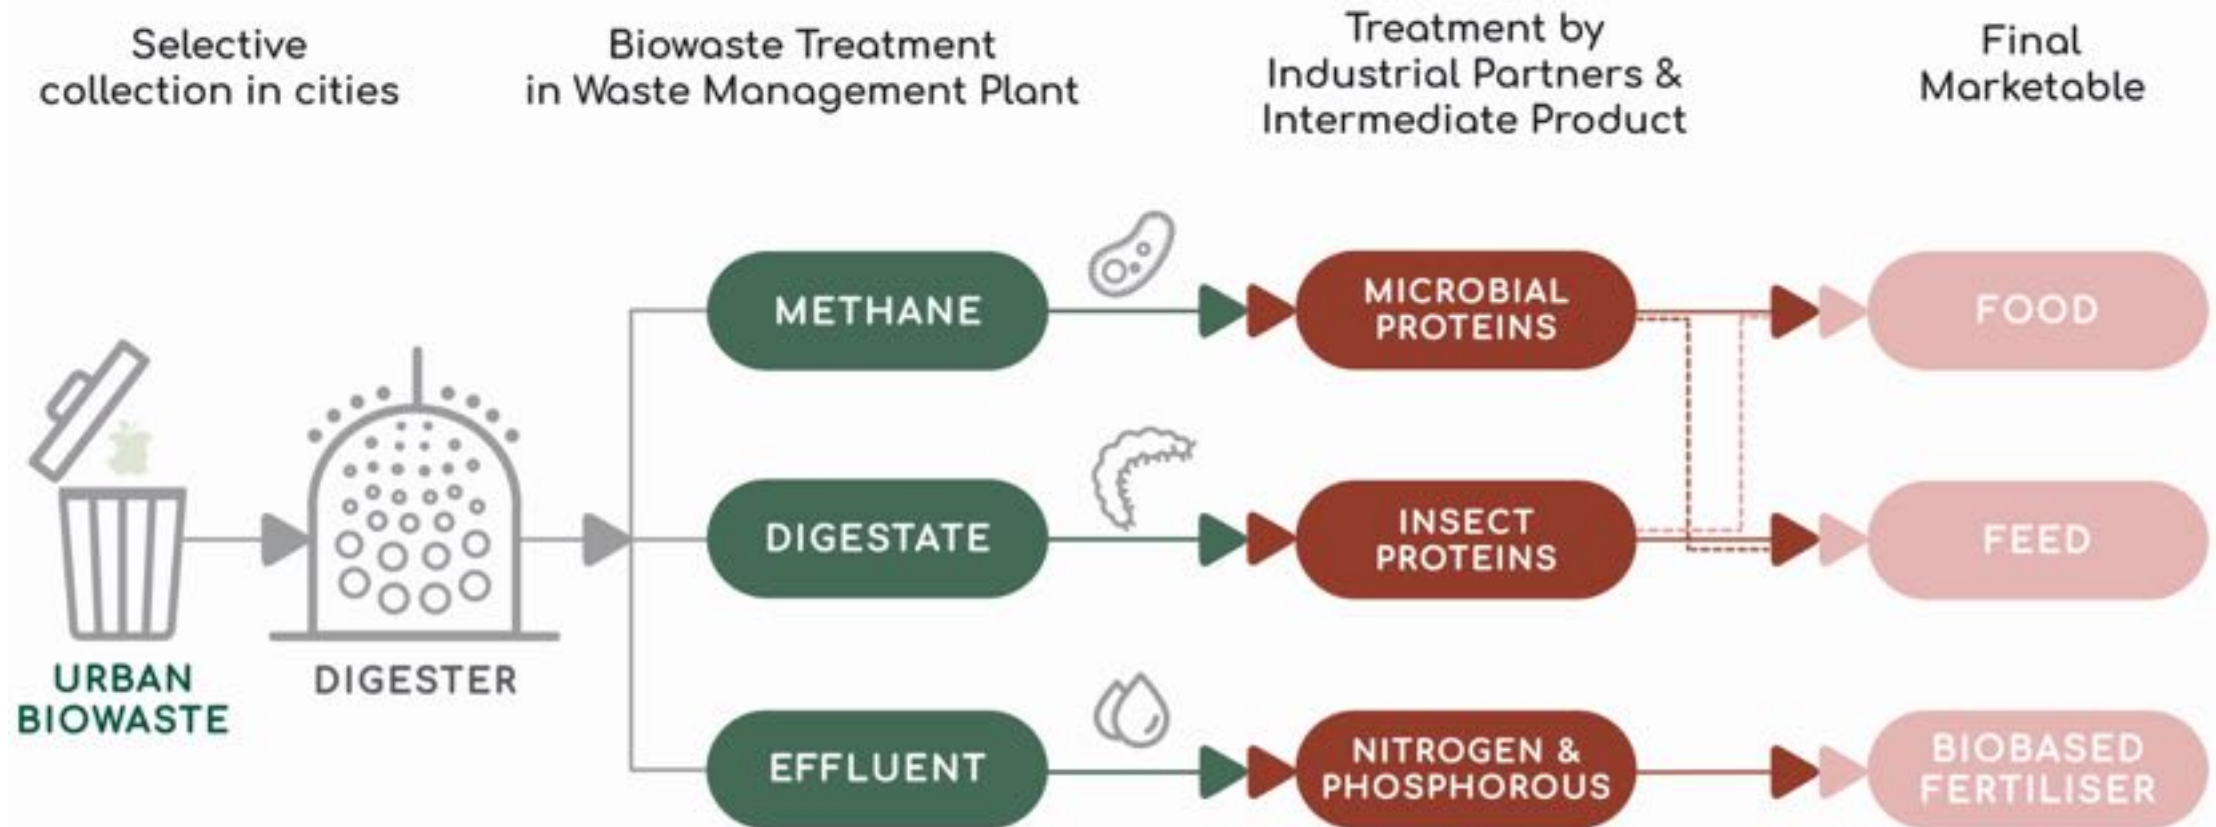 Selective
collection in cities
Biowaste Treatment
in Waste Management Plant
Treatment by
Industrial Partners &
Intermediate Product
Final
Marketable
URBAN
BIOWASTE
DIGESTER
METHANE
MICROBIAL
PROTEINS
FOOD
DIGESTATE
INSECT
PROTEINS
FEED
EFFLUENT
NITROGEN &
PHOSPHOROUS
BIOBASED
FERTILISER